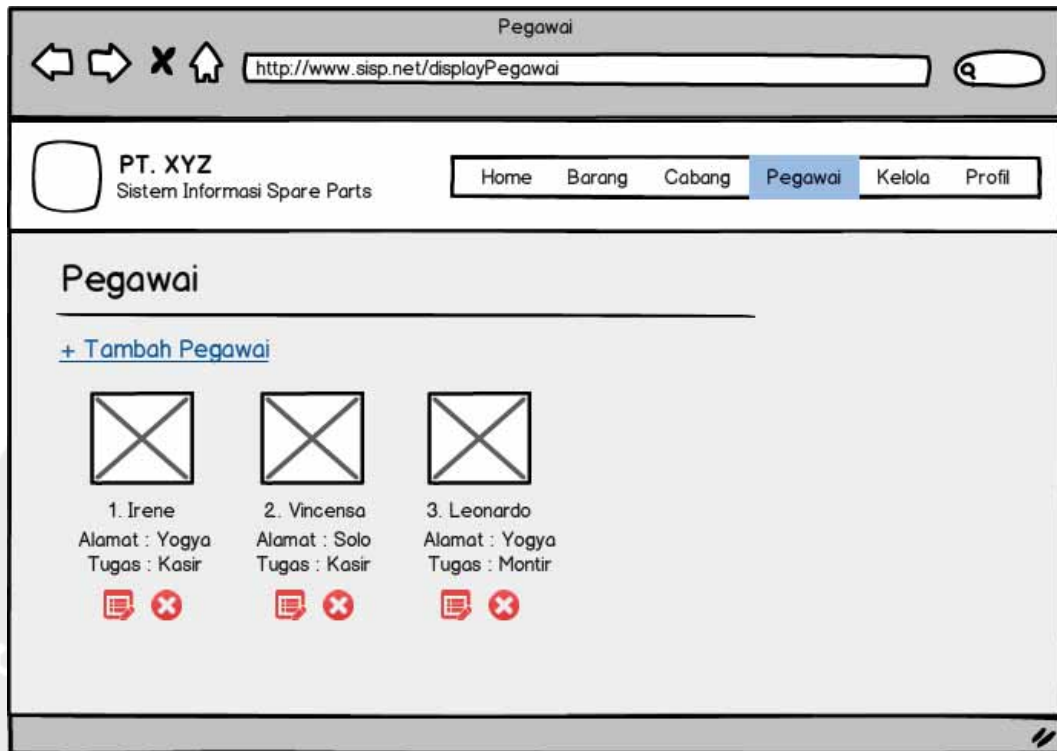 Pegawai
http://www.sisp.net/displayPegawai
PT. XYZ
Sistem Informasi Spare Parts
Home Barang Cabang Pegawai Kelola Profil
Pegawai
+ Tambah Pegawai
1. Irene
Alamat : Yogya
Tugas : Kasir
2. Vincensa
Alamat : Solo
Tugas : Kasir
3. Leonardo
Alamat : Yogya
Tugas : Montir